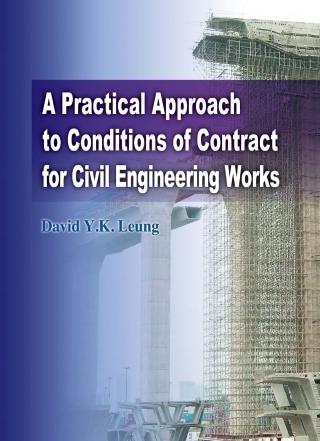 A Practical Approach
to Conditions of Contract
for Civil Engineering Works
David Y.K. Leung